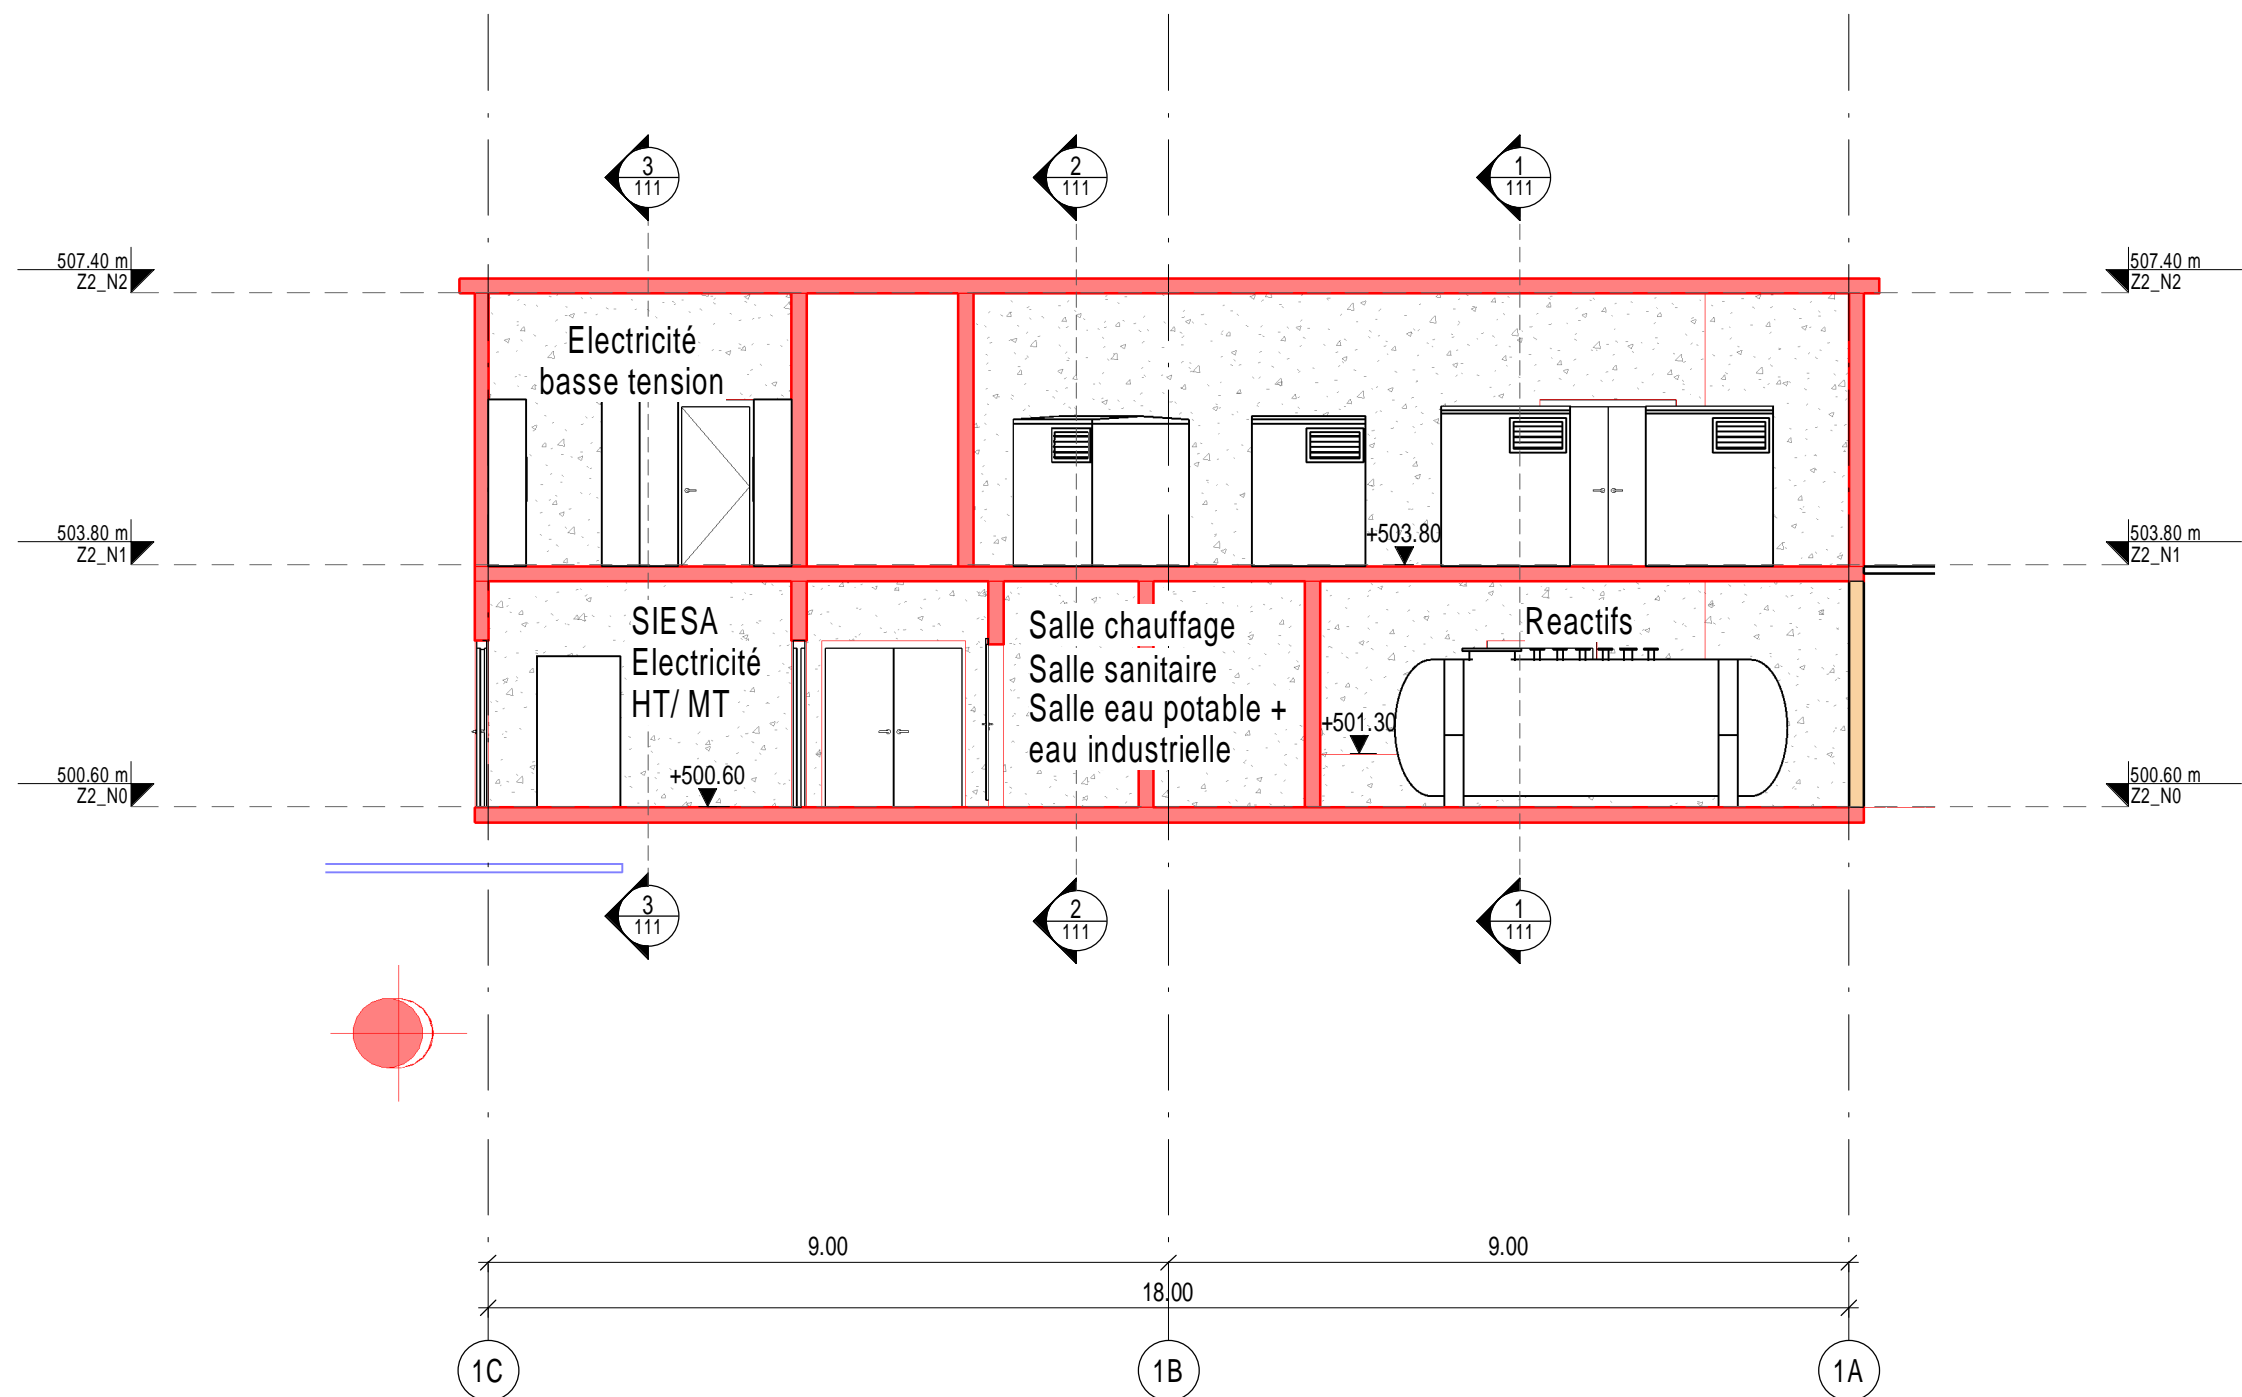 3
111
2
111
1
111
507.40 m
Z2_N2
507.40 m
Z2_N2
Electricité
basse tension
503.80 m
Z2_N1
+503.80
503.80 m
Z2_N1
SIESA
Electricité
HT/ MT
Salle chauffage
Salle sanitaire
Salle eau potable +
eau industrielle
Reactifs
+501.30
+500.60
500.60 m
Z2_N0
500.60 m
Z2_N0
3
111
2
111
1
111
9.00
9.00
18.00
1C
1B
1A